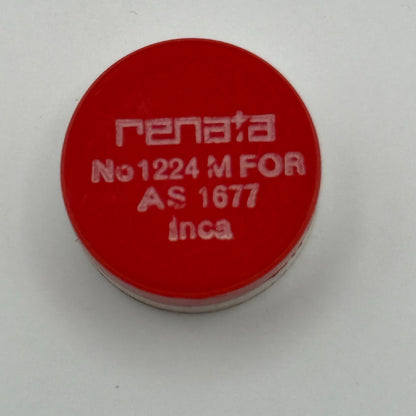 renata
No 1224 M FOR
AS 1677
Inca